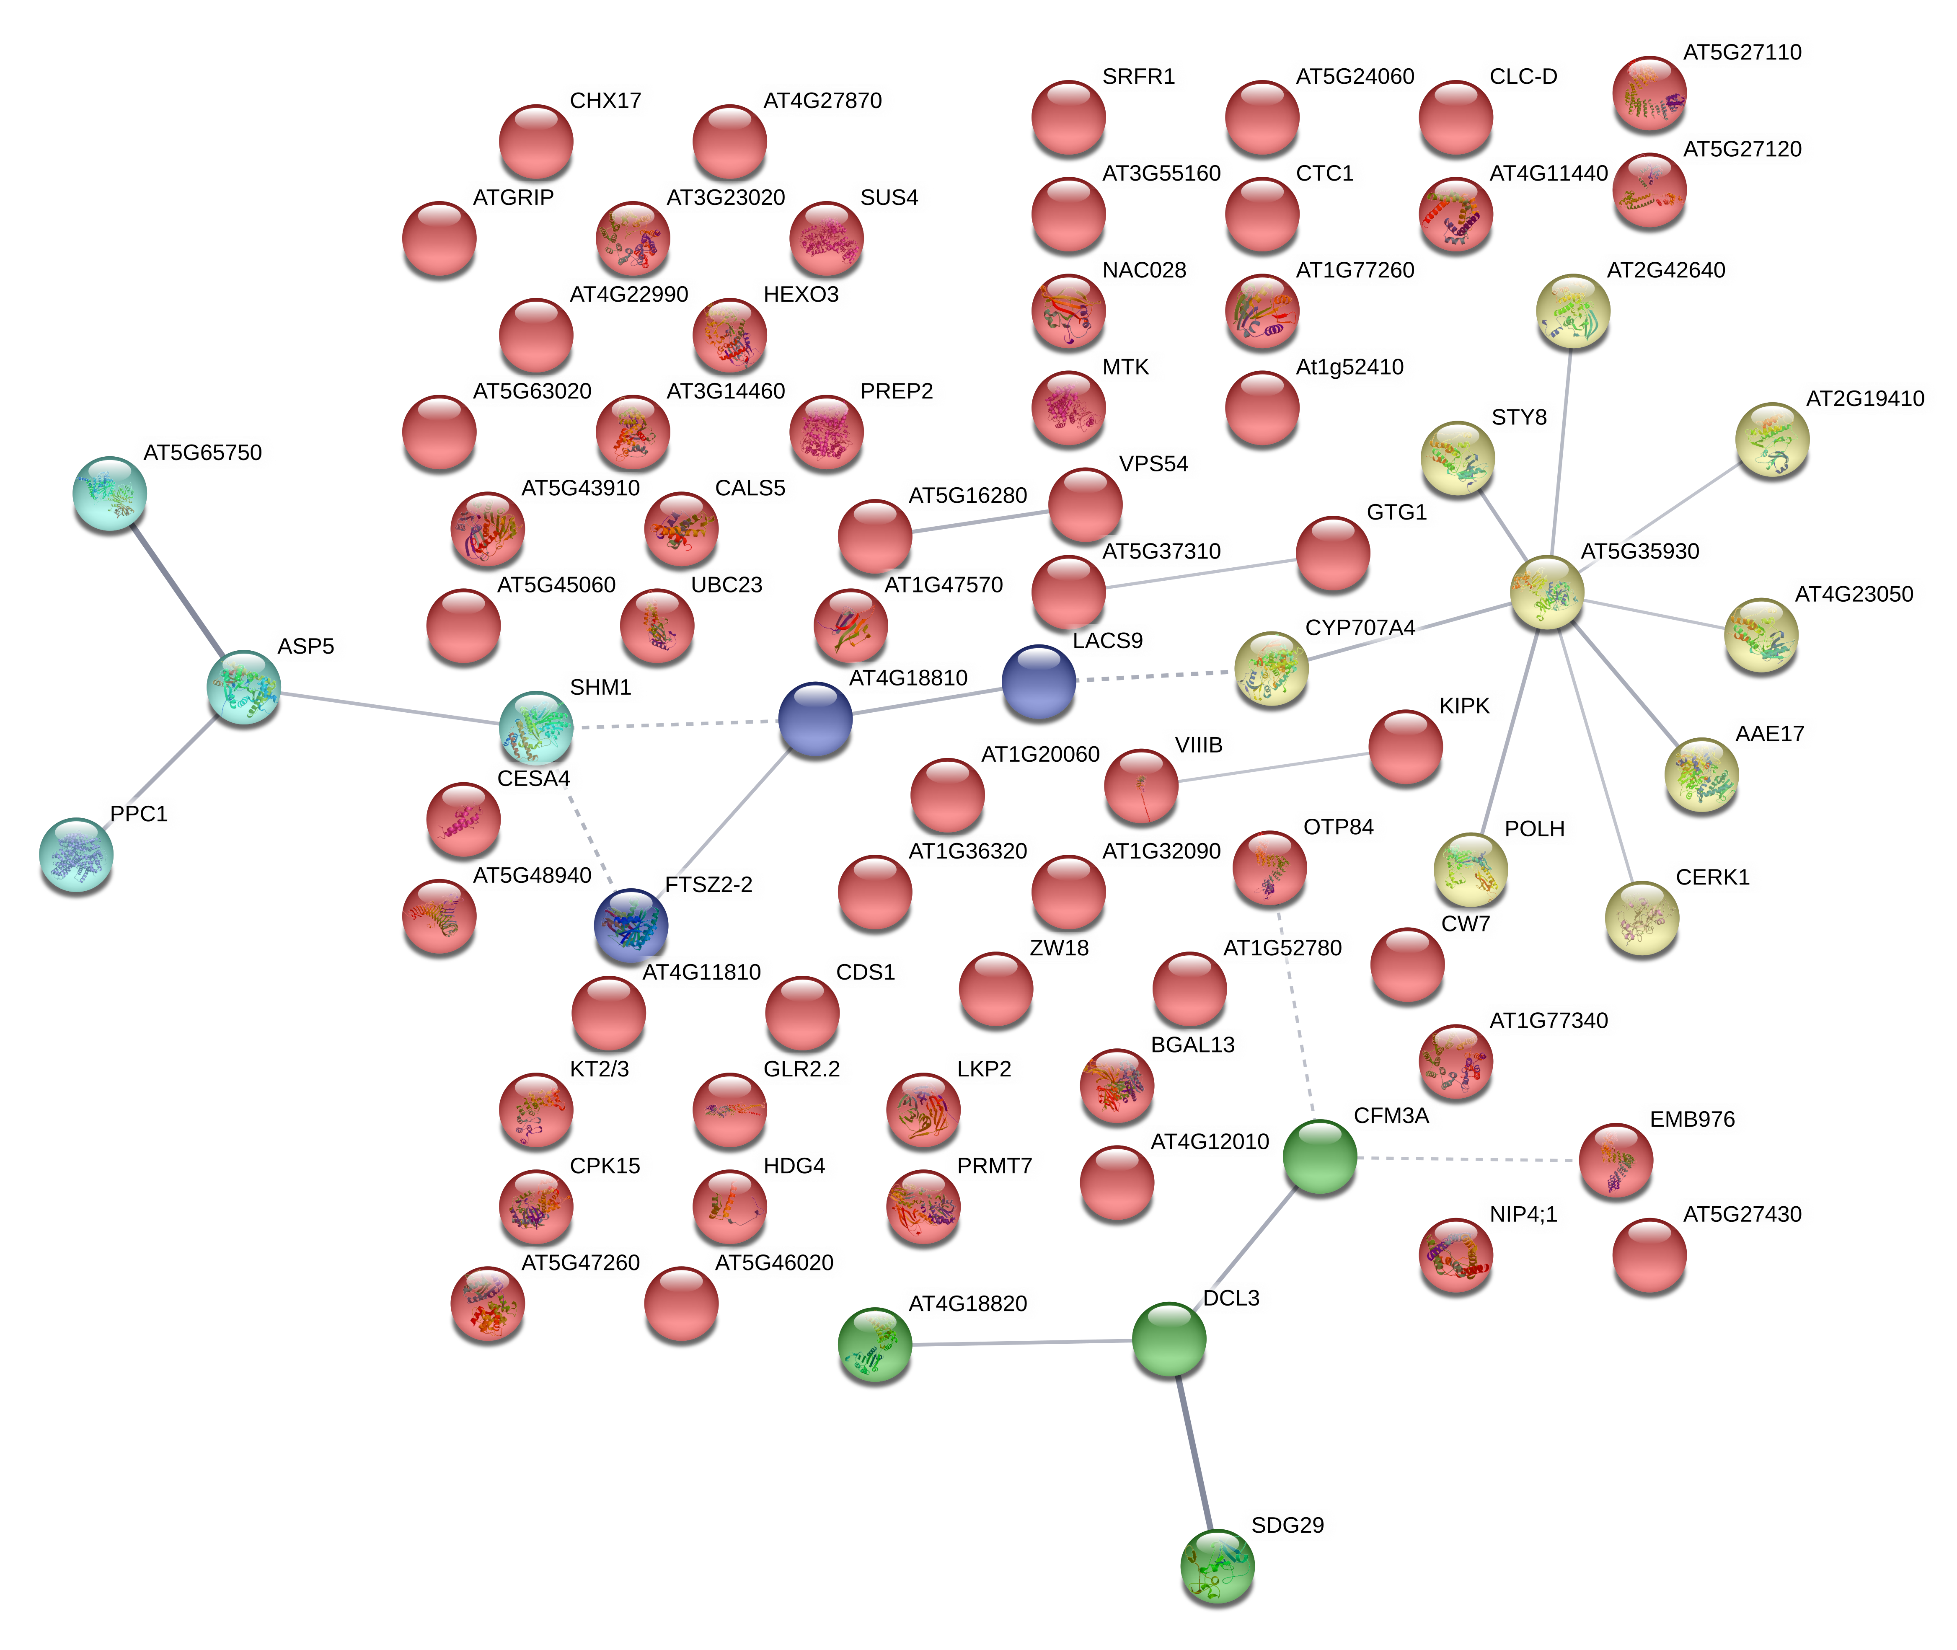 AT5G27110
SRFR1
AT5G24060
CLC-D
CHX17
AT4G27870
AT5G27120
AT3G55160
CTC1
AT4G11440
ATGRIP
AT3G23020
SUS4
NAC028
AT1G77260
AT2G42640
AT4G22990
HEXO3
MTK
At1g52410
AT5G63020
AT3G14460
PREP2
AT2G19410
STY8
AT5G65750
VPS54
AT5G43910
CALS5
AT5G16280
GTG1
AT5G37310
AT5G35930
AT5G45060
UBC23
AT1G47570
AT4G23050
CYP707A4
LACS9
ASP5
AT4G18810
SHM1
KIPK
AAE17
VIIIB
AT1G20060
CESA4
PPC1
OTP84
POLH
AT1G36320
AT1G32090
AT5G48940
CERK1
FTSZ2-2
CW7
ZW18
AT1G52780
AT4G11810
CDS1
AT1G77340
BGAL13
KT2/3
GLR2.2
LKP2
CFM3A
EMB976
AT4G12010
CPK15
HDG4
PRMT7
NIP4;1
AT5G27430
AT5G47260
AT5G46020
DCL3
AT4G18820
SDG29